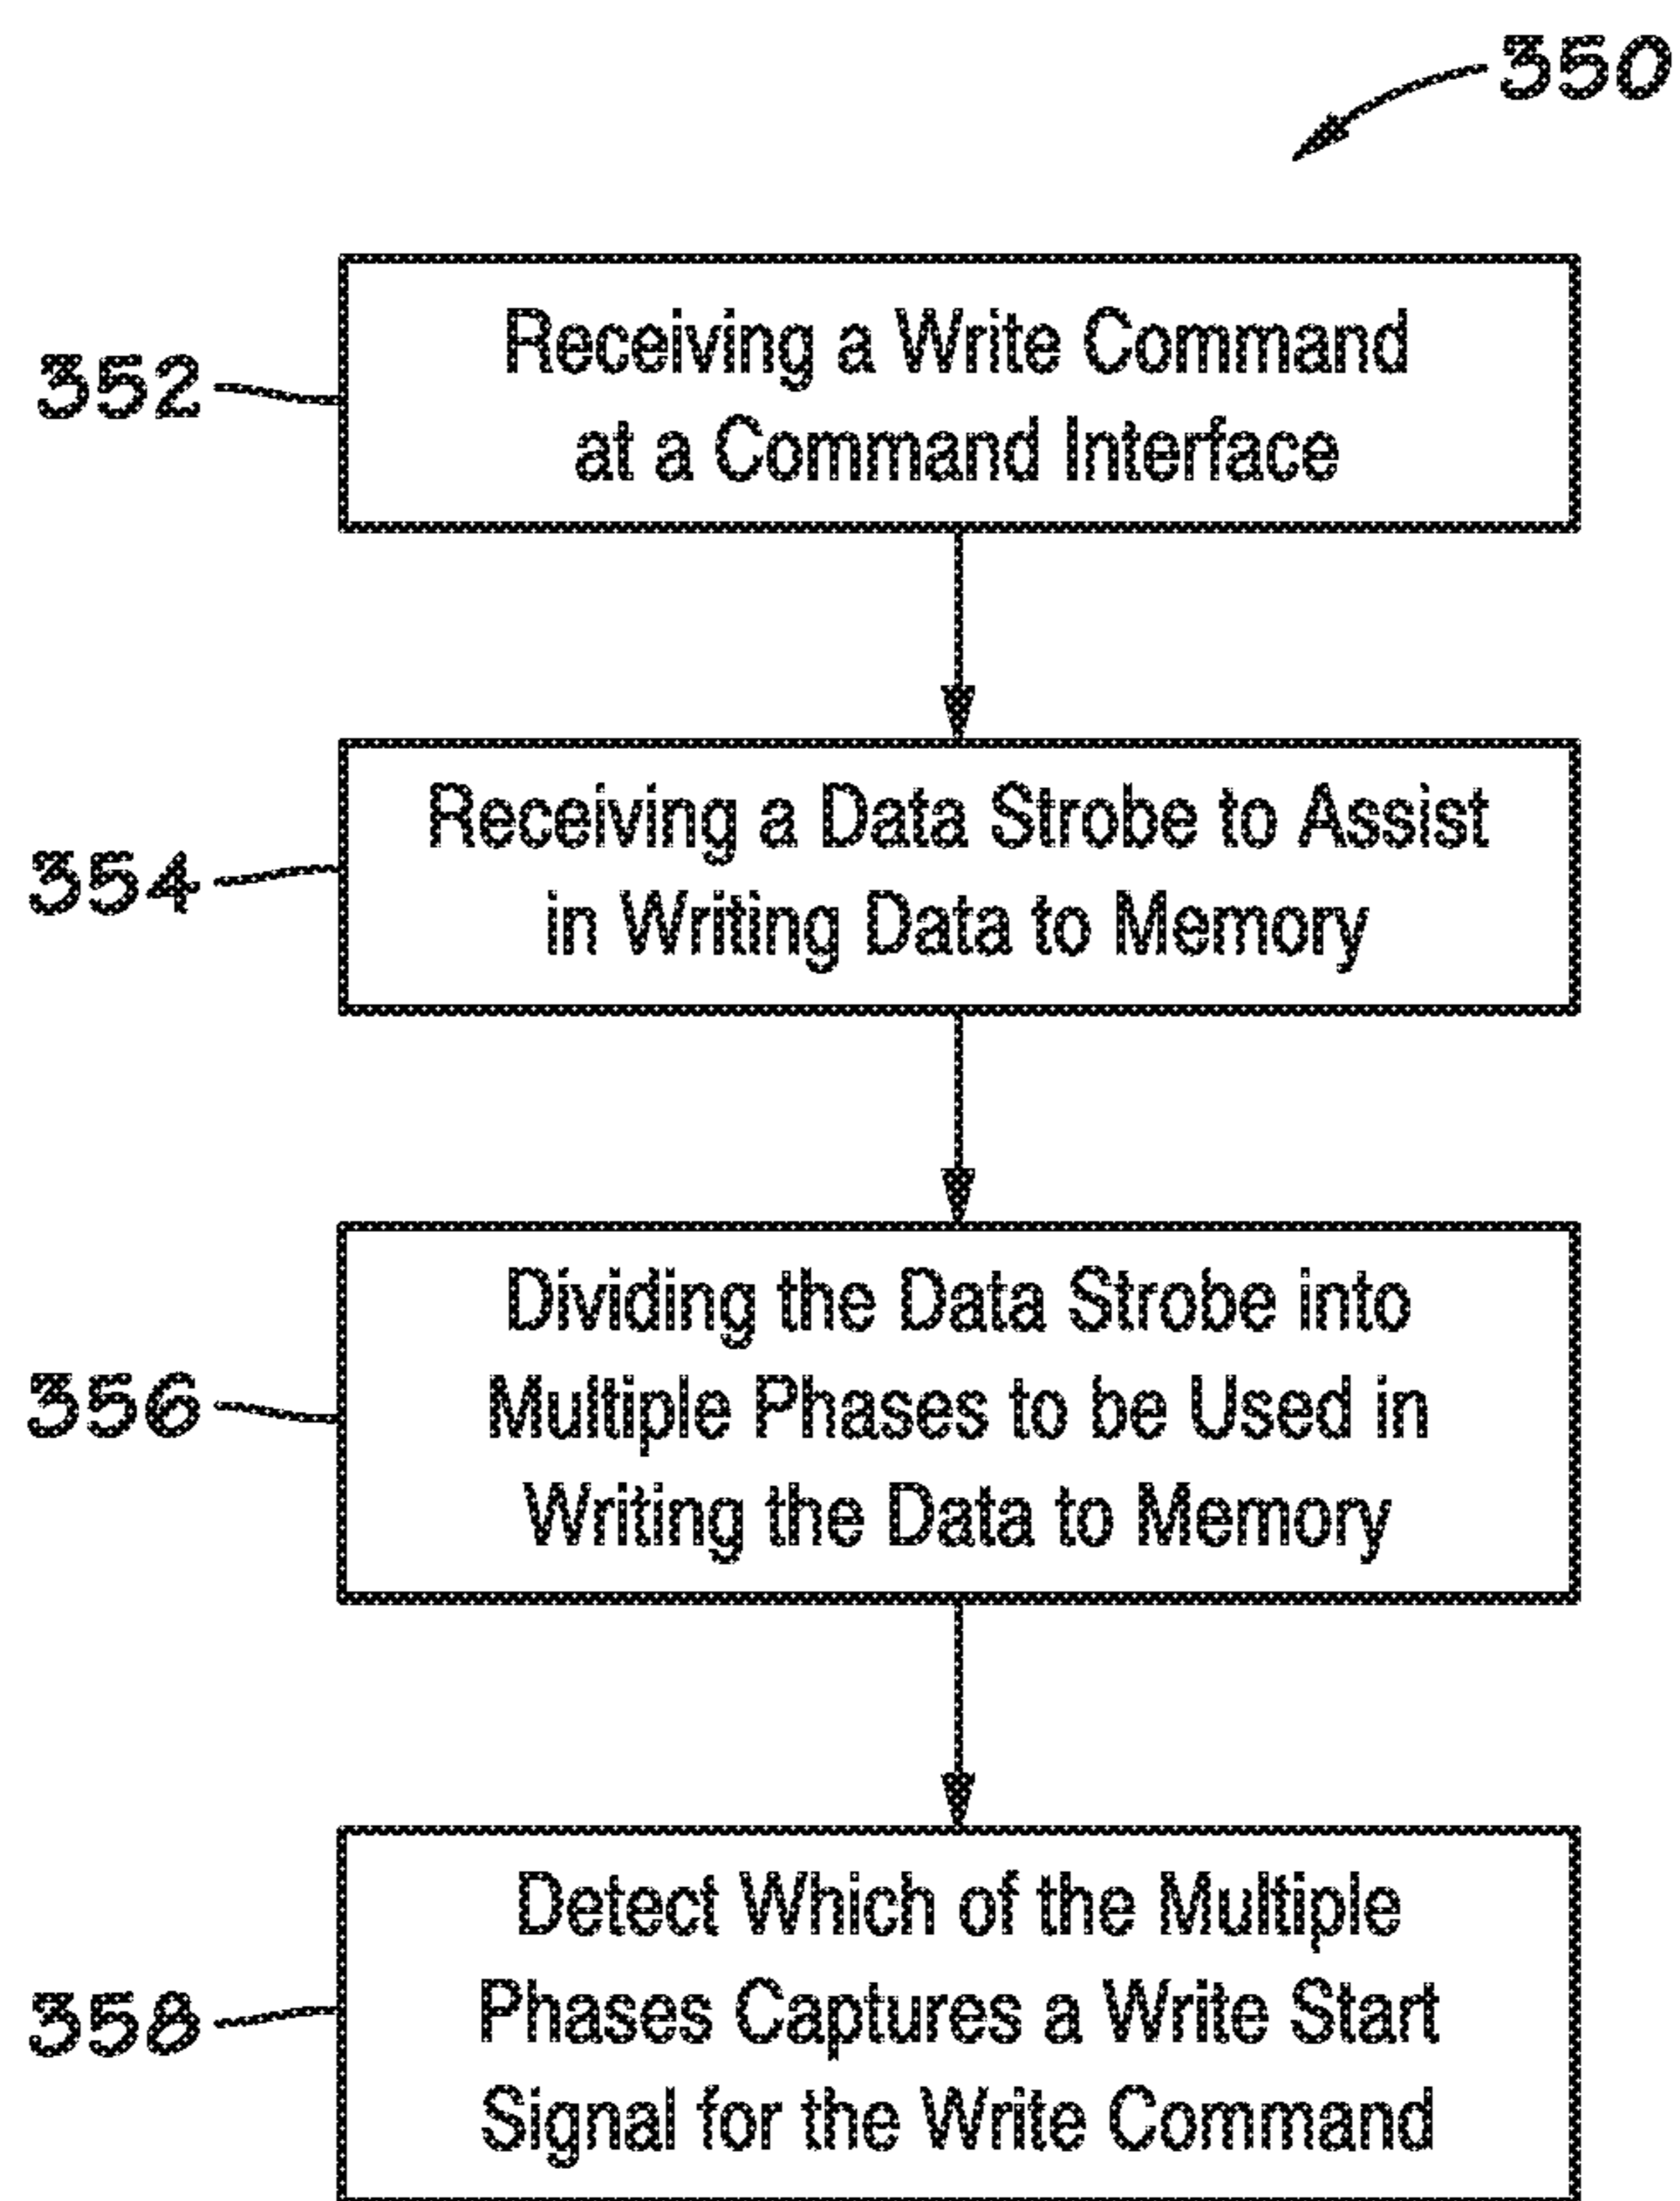 350
352
Receiving a Write Command
at a Command Interface
354
Receiving a Data Strobe to Assist
in Writing Data to Memory
356
Dividing the Data Strobe into
Multiple Phases to be Used in
Writing the Data to Memory
358
Detect Which of the Multiple
Phases Captures a Write Start
Signal for the Write Command